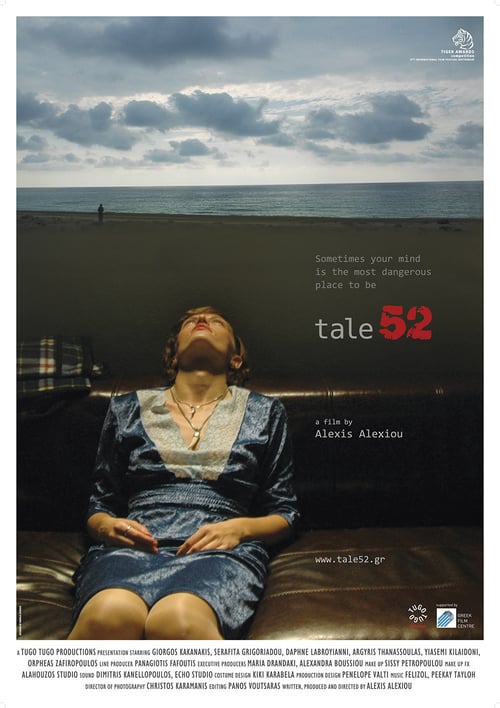 TIGER AWARDS
competition
Sometimes your mind
is the most dangerous
place to be
tale 52
a film by
Alexis Alexiou
www.tale52.gr
TUGO
TUGO
supported by
GREEK
FILM
CENTRE
A TUGO TUGO PRODUCTIONS PRESENTATION STARRING GIORGOS KAKANAKIS, SERAFITA GRIGORIADOU, DAPHNE LABROYIANNI, ARGYRIS THANASSOULAS, YIASEMI KILAIDONI,
ORPHEAS ZAFIROPOULOS LINE PRODUCER PANAGIOTIS FAFOUTIS EXECUTIVE PRODUCERS MARIA DRANDAKI, ALEXANDRA BOUSSIOU MAKE UP SISSY PETROPOULOU MAKE UP FX
ALAHOUZOS STUDIO SOUND DIMITRIS KANELLOPOULOS, ECHO STUDIO COSTUME DESIGN KIKI KARABELA PRODUCTION DESIGN PENELOPE VALTI MUSIC FELIZOL, PEEKAY TAYLOH
DIRECTOR OF PHOTOGRAPHY CHRISTOS KARAMANIS EDITING PANOS VOUTSARAS WRITTEN, PRODUCED AND DIRECTED BY ALEXIS ALEXIOU